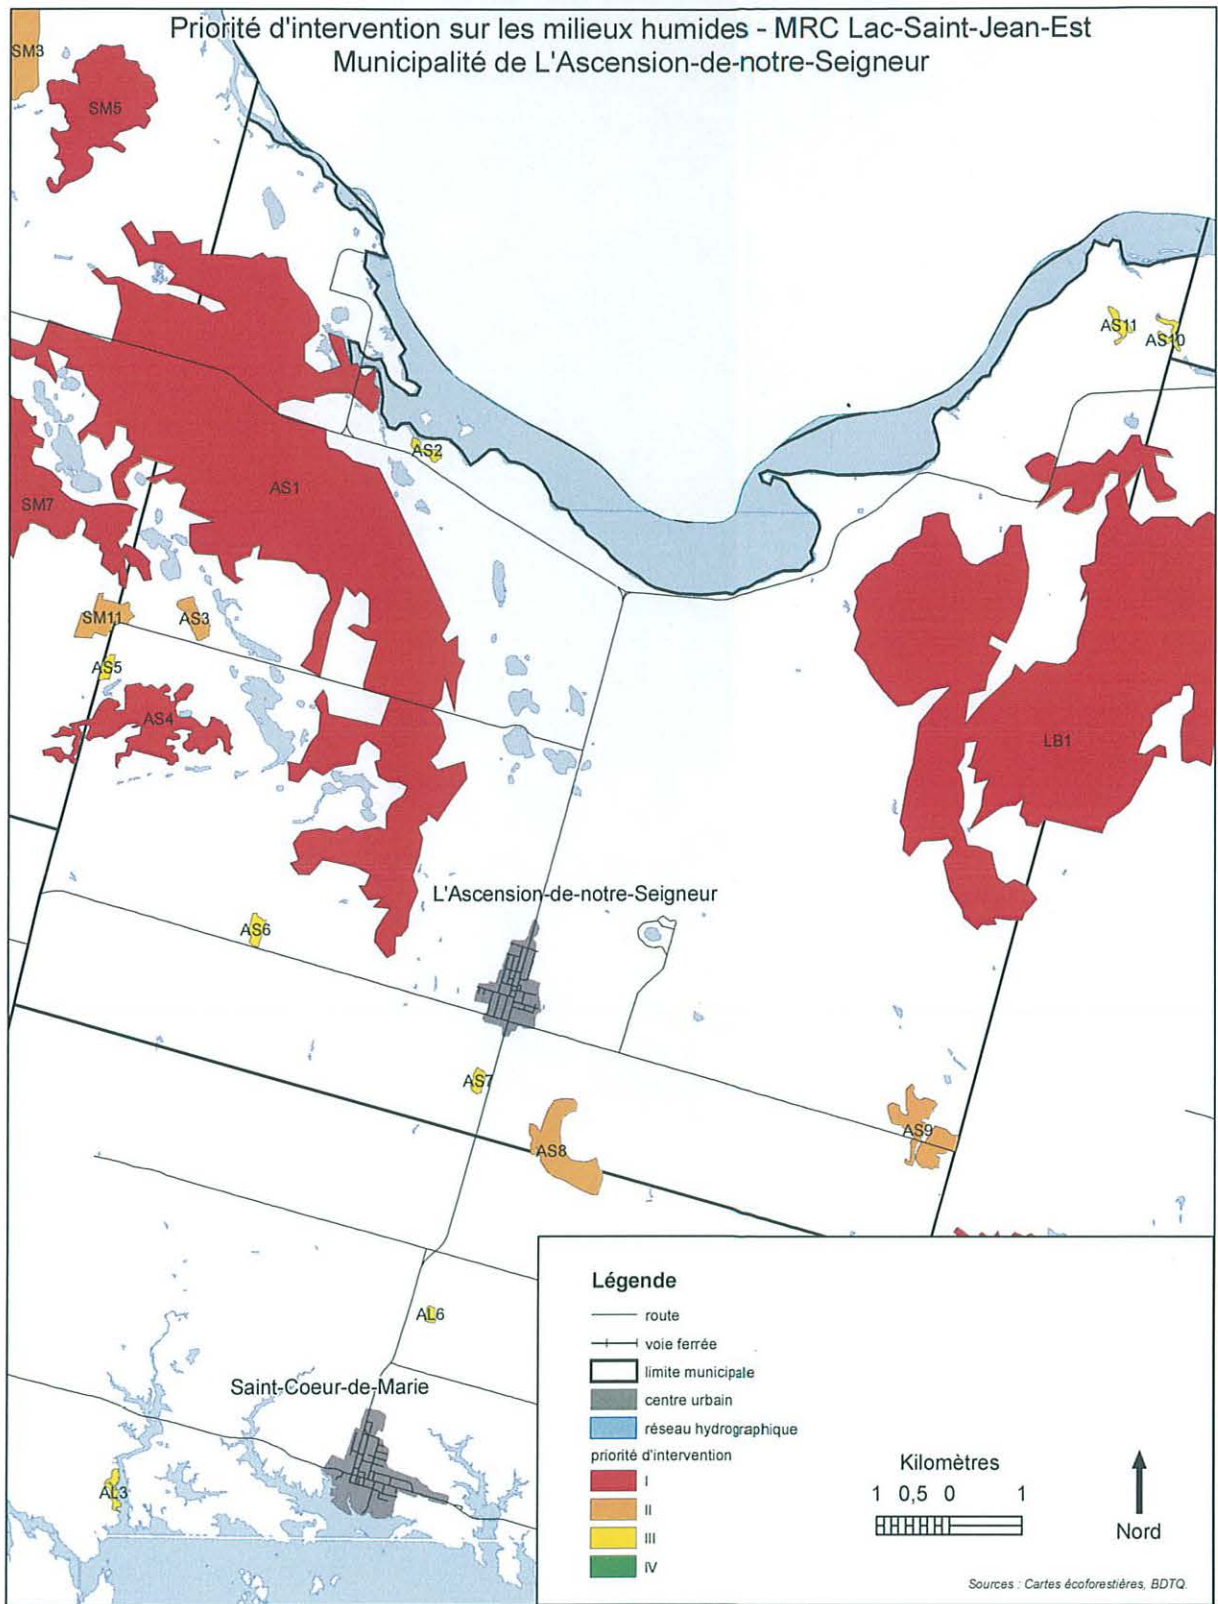 Priorité d'intervention sur les milieux humides - MRC Lac-Saint-Jean-Est
Municipalité de L'Ascension-de-notre-Seigneur
SM3
SM5
AS11
AS10
AS2
AS1
SM7
SM11
AS3
AS5
AS4
LB1
L'Ascension-de-notre-Seigneur
AS6
AS7
AS8
AS9
AL6
Saint-Coeur-de-Marie
AL3
Légende
route
voie ferrée
limite municipale
centre urbain
réseau hydrographique
priorité d'intervention
I
II
III
IV
Kilomètres
1 0,5 0 1
Nord
Sources : Cartes écoforestières, BDTQ.